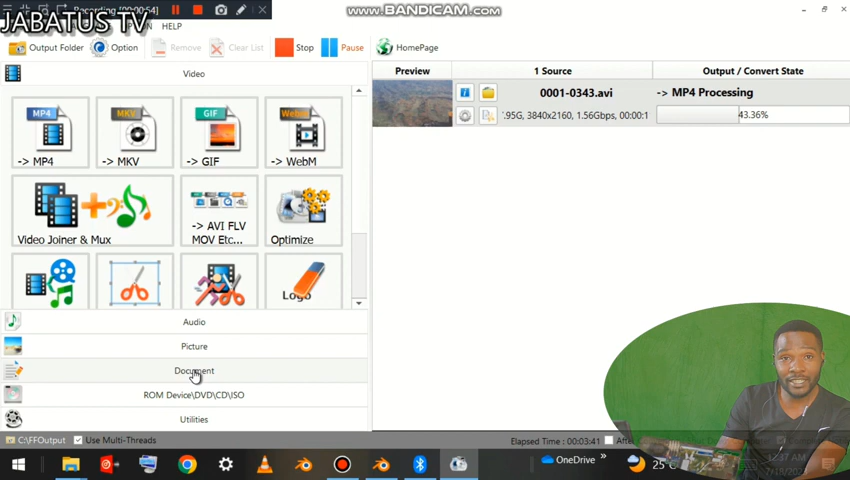 Recording [00:00:54]
www.BANDICAM.com
JABATUS TV
HELP
Output Folder
Option
Remove
Clear List
Stop
Pause
HomePage
Video
Preview
1 Source
Output / Convert State
0001-0343.avi
-> MP4 Processing
.95G, 3840x2160, 1.56Gbps, 00:00:1
43.36%
MP4
MKV
GIF
WebM
-> MP4
-> MKV
-> GIF
-> WebM
Video Joiner & Mux
-> AVI FLV
MOV Etc...
Optimize
Logo
Audio
Picture
Document
ROM Device\DVD\CD\ISO
Utilities
C:\FFOutput
Use Multi-Threads
Elapsed Time : 00:03:41
OneDrive
25°C
12:37 AM